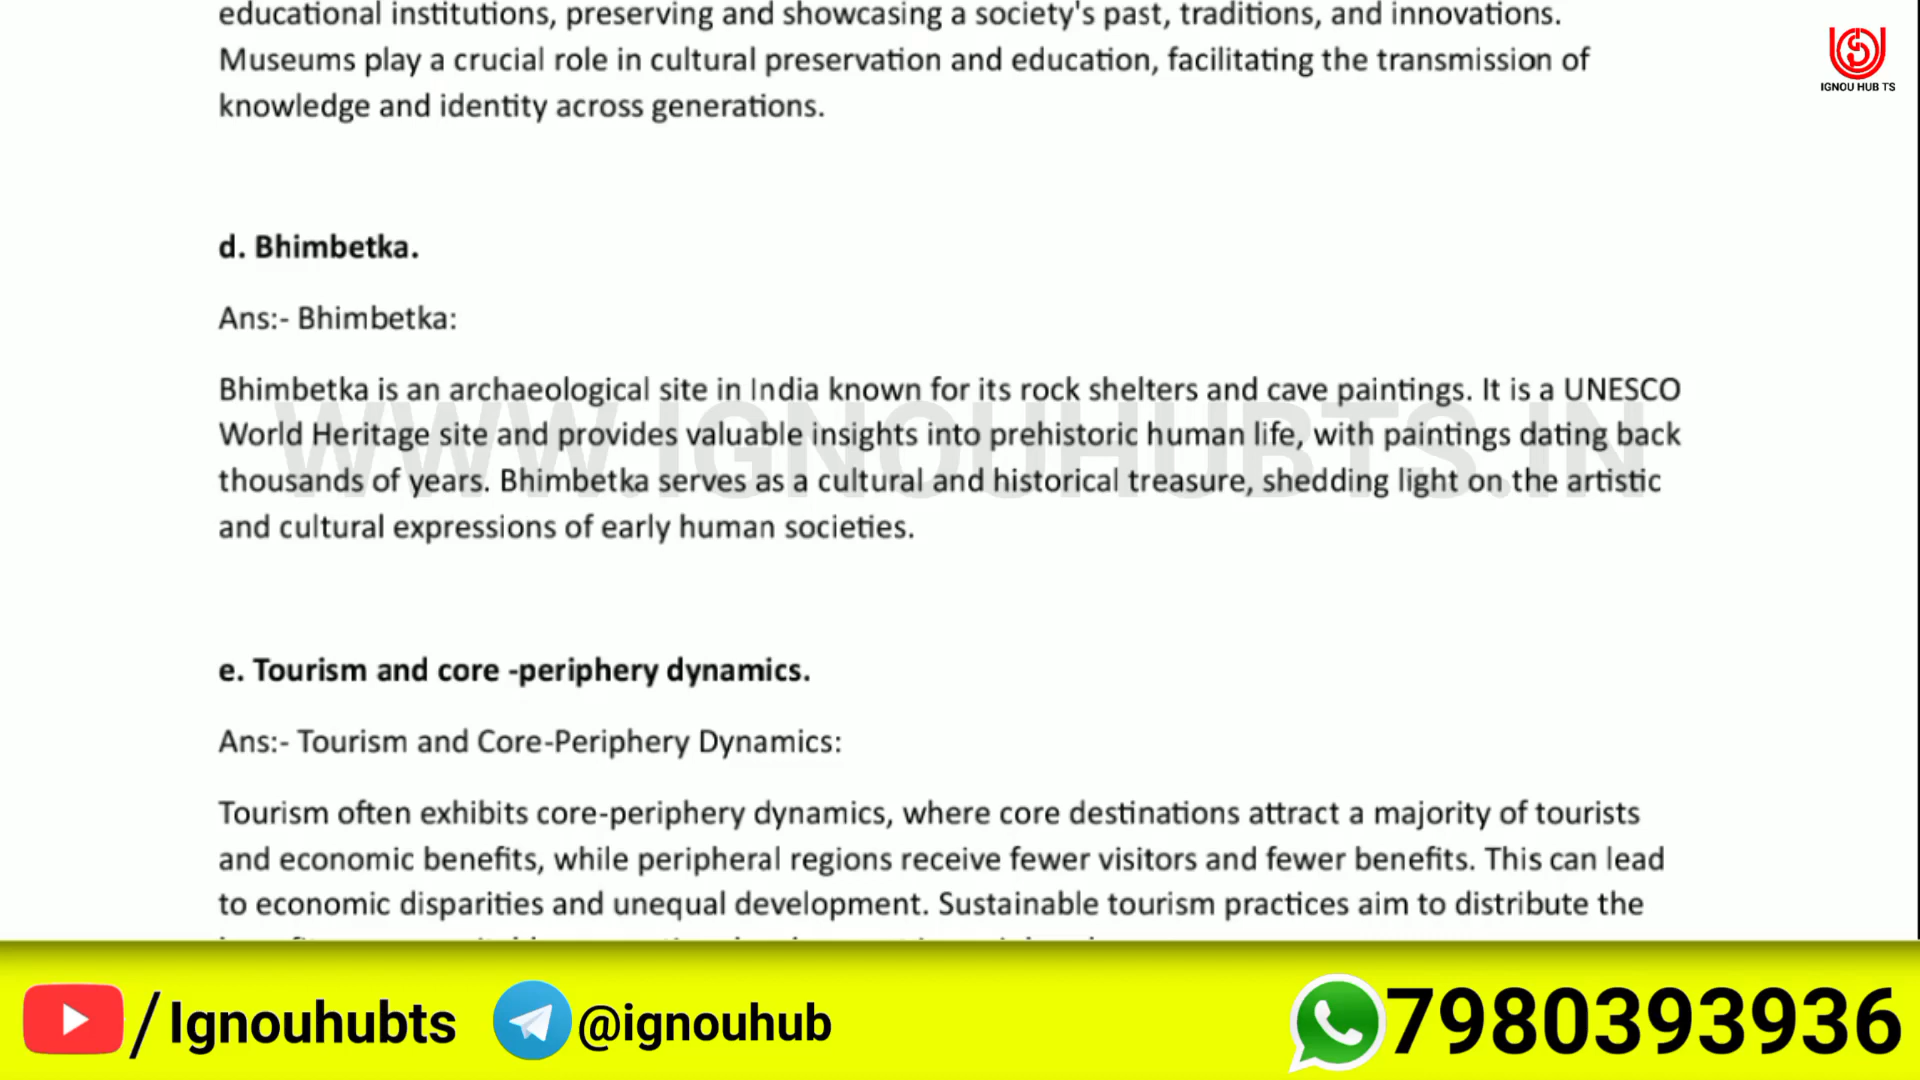 educational institutions, preserving and showcasing a society's past, traditions, and innovations.
Museums play a crucial role in cultural preservation and education, facilitating the transmission of
knowledge and identity across generations.
IGNOU HUB TS
d. Bhimbetka.
Ans:- Bhimbetka:
Bhimbetka is an archaeological site in India known for its rock shelters and cave paintings. It is a UNESCO
World Heritage site and provides valuable insights into prehistoric human life, with paintings dating back
thousands of years. Bhimbetka serves as a cultural and historical treasure, shedding light on the artistic
and cultural expressions of early human societies.
WWW.IGNOUHUBTS.IN
e. Tourism and core -periphery dynamics.
Ans:- Tourism and Core-Periphery Dynamics:
Tourism often exhibits core-periphery dynamics, where core destinations attract a majority of tourists
and economic benefits, while peripheral regions receive fewer visitors and fewer benefits. This can lead
to economic disparities and unequal development. Sustainable tourism practices aim to distribute the
/Ignouhubts
@ignouhub
7980393936